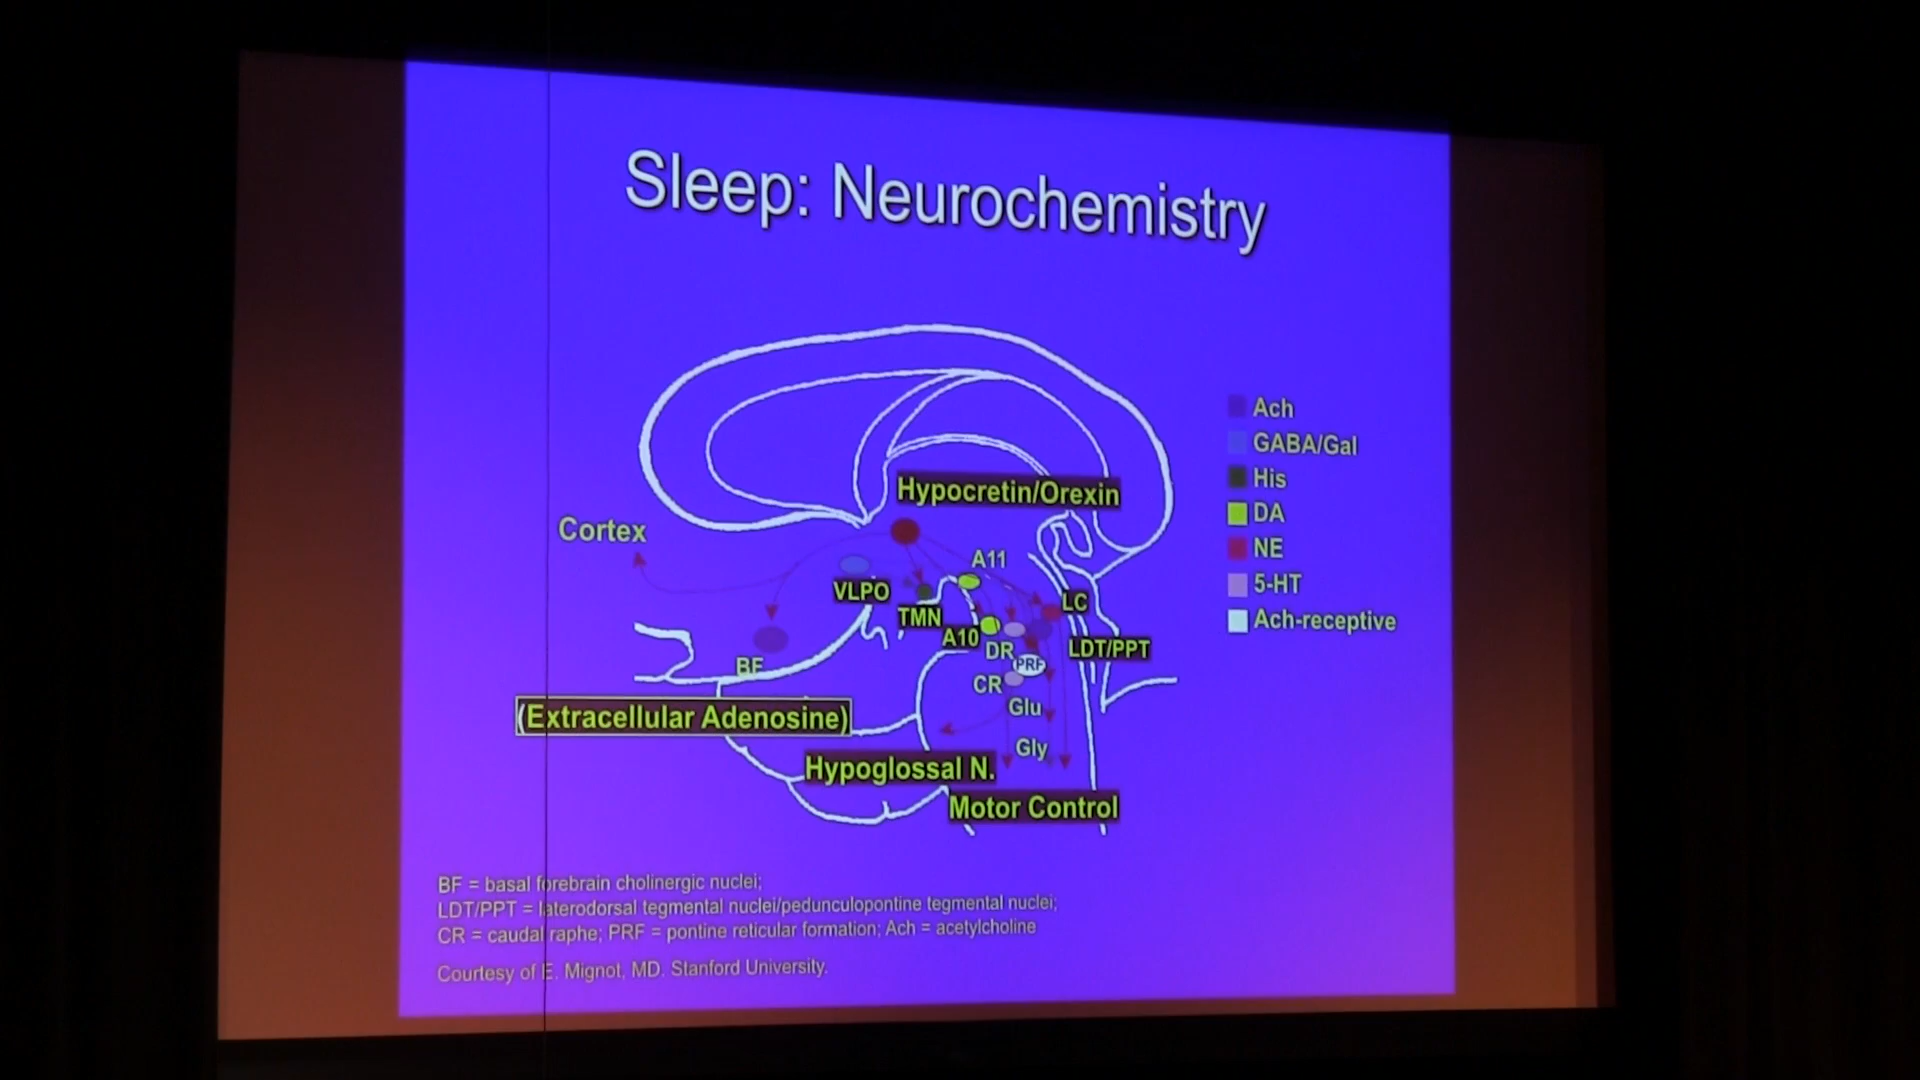 Sleep: Neurochemistry
Ach
GABA/Gal
His
DA
NE
5-HT
Ach-receptive
Hypocretin/Orexin
Cortex
A11
VLPO
TMN
A10
LC
DR
LDT/PPT
PRF
BF
CR
(Extracellular Adenosine)
Glu
Gly
Hypoglossal N.
Motor Control
BF = basal forebrain cholinergic nuclei;
LDT/PPT = laterodorsal tegmental nuclei/pedunculopontine tegmental nuclei;
CR = caudal raphe; PRF = pontine reticular formation; Ach = acetylcholine
Courtesy of E. Mignot, MD. Stanford University.